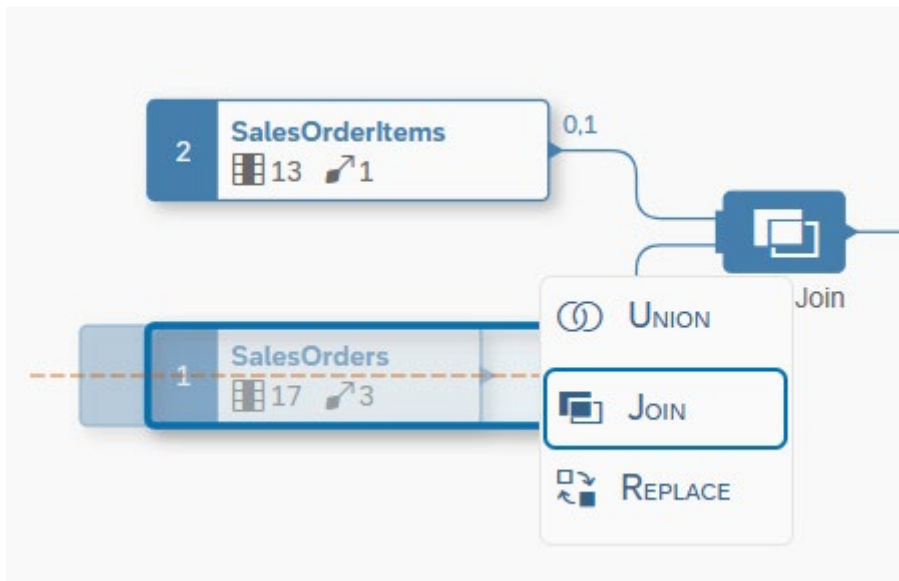 2
SalesOrderItems
13 1
0,1
Join
1
SalesOrders
17 3
UNION
JOIN
REPLACE